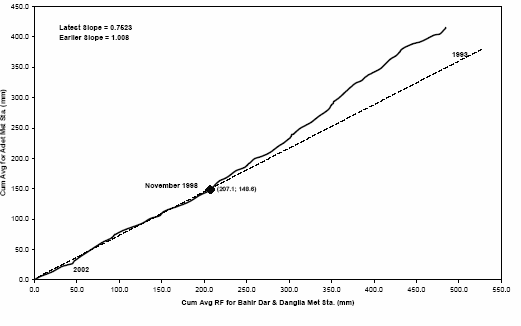 450.0
Latest Slope = 0.7523
Earlier Slope = 1.008
400.0
1993
350.0
300.0
250.0
200.0
November 1998
(207.1; 148.6)
150.0
100.0
50.0
2002
0.0
0.0 50.0 100.0 150.0 200.0 250.0 300.0 350.0 400.0 450.0 500.0 550.0
Cum Avg RF for Bahir Dar & Dangila Met Sta. (mm)
Cum Avg for Adet Met Sta. (mm)